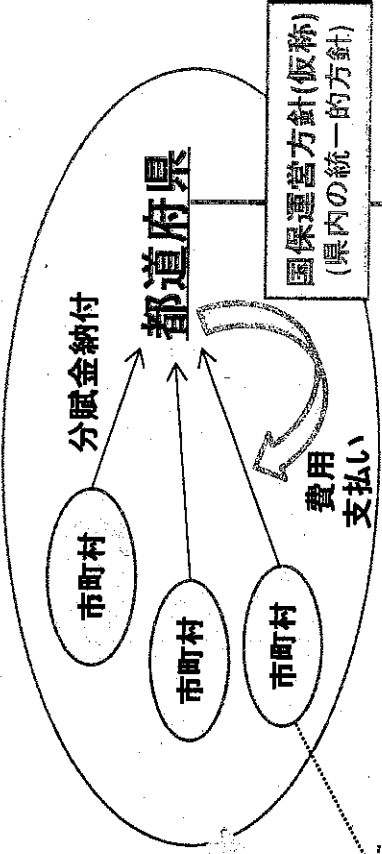 市町村
市町村
市町村
分賦金納付
都道府県
費用
支払い
国保運営方針(仮称)
(県内の統一的方針)